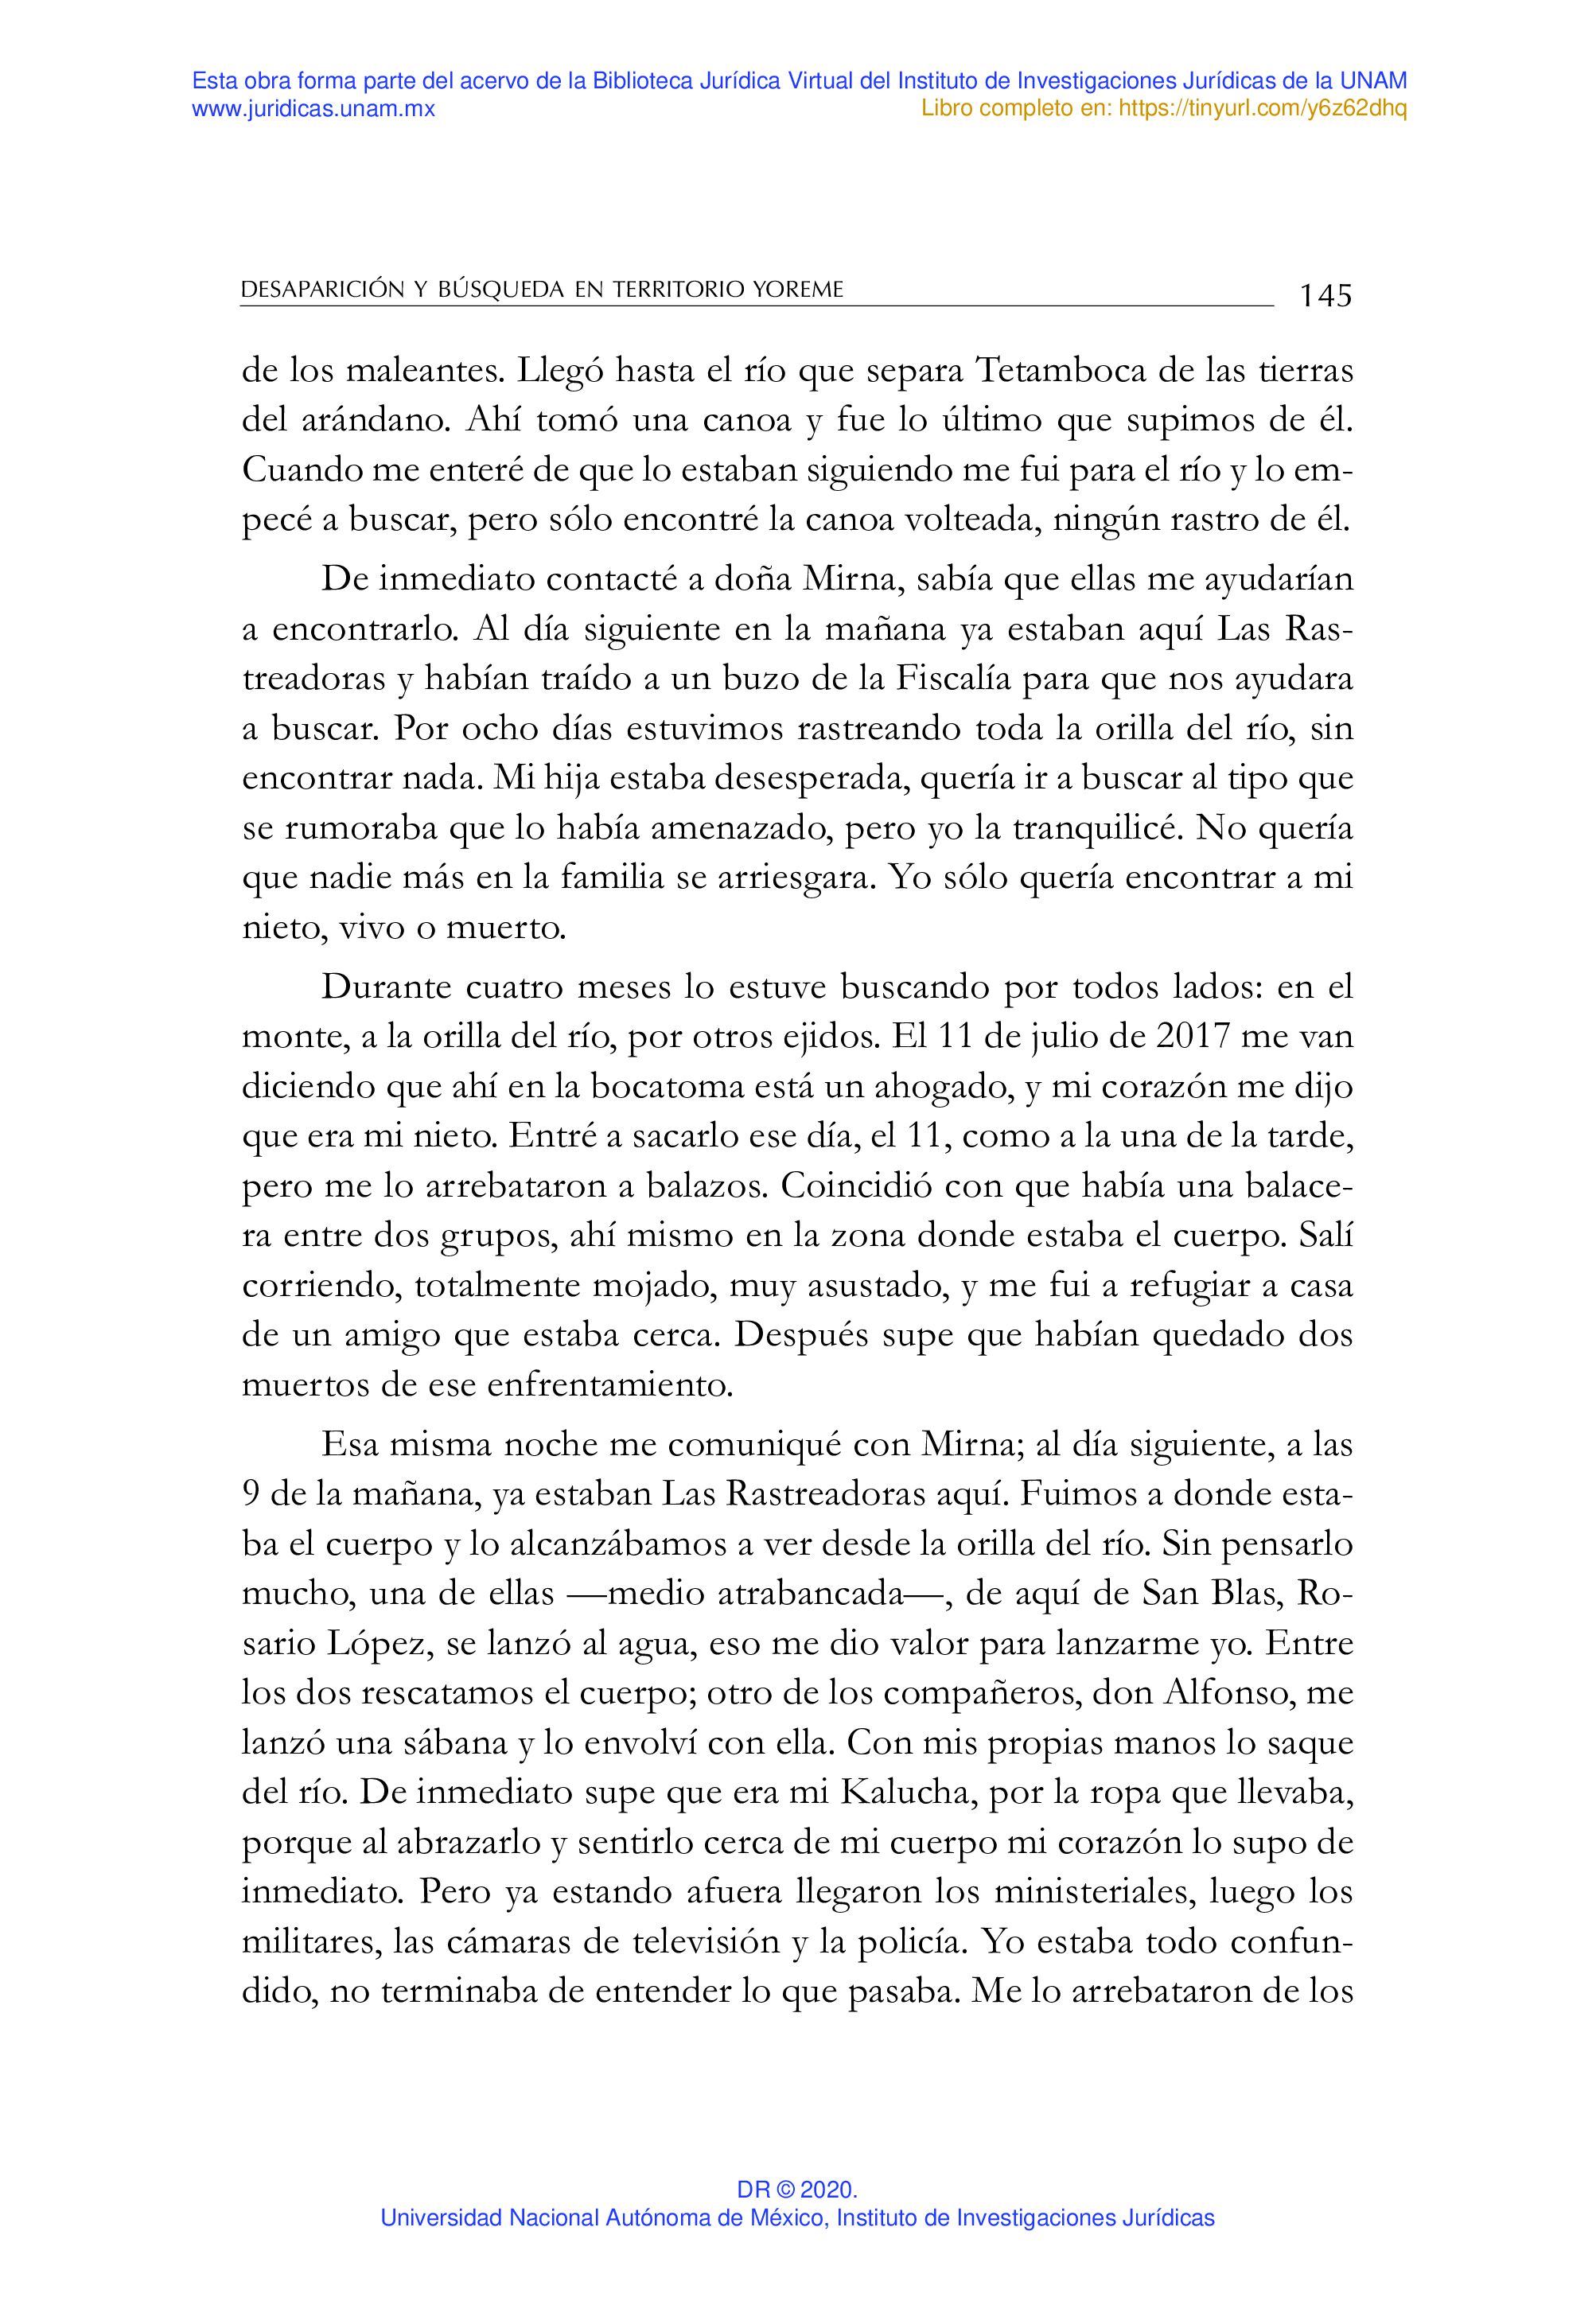 Esta obra forma parte del acervo de la Biblioteca Jurídica Virtual del Instituto de Investigaciones Jurídicas de la UNAM
www.juridicas.unam.mx
Libro completo en: https://tinyurl.com/y6z62dhq
DESAPARICIÓN Y BÚSQUEDA EN TERRITORIO YOREME 145
de los maleantes. Llegó hasta el río que separa Tetamboca de las tierras
del arándano. Ahí tomó una canoa y fue lo último que supimos de él.
Cuando me enteré de que lo estaban siguiendo me fui para el río y lo em-
pecé a buscar, pero sólo encontré la canoa volteada, ningún rastro de él.
De inmediato contacté a doña Mirna, sabía que ellas me ayudarían
a encontrarlo. Al día siguiente en la mañana ya estaban aquí Las Ras-
treadoras y habían traído a un buzo de la Fiscalía para que nos ayudara
a buscar. Por ocho días estuvimos rastreando toda la orilla del río, sin
encontrar nada. Mi hija estaba desesperada, quería ir a buscar al tipo que
se rumoraba que lo había amenazado, pero yo la tranquilicé. No quería
que nadie más en la familia se arriesgara. Yo sólo quería encontrar a mi
nieto, vivo o muerto.
Durante cuatro meses lo estuve buscando por todos lados: en el
monte, a la orilla del río, por otros ejidos. El 11 de julio de 2017 me van
diciendo que ahí en la bocatoma está un ahogado, y mi corazón me dijo
que era mi nieto. Entré a sacarlo ese día, el 11, como a la una de la tarde,
pero me lo arrebataron a balazos. Coincidió con que había una balace-
ra entre dos grupos, ahí mismo en la zona donde estaba el cuerpo. Salí
corriendo, totalmente mojado, muy asustado, y me fui a refugiar a casa
de un amigo que estaba cerca. Después supe que habían quedado dos
muertos de ese enfrentamiento.
Esa misma noche me comuniqué con Mirna; al día siguiente, a las
9 de la mañana, ya estaban Las Rastreadoras aquí. Fuimos a donde esta-
ba el cuerpo y lo alcanzábamos a ver desde la orilla del río. Sin pensarlo
mucho, una de ellas —medio atrabancada—, de aquí de San Blas, Ro-
sario López, se lanzó al agua, eso me dio valor para lanzarme yo. Entre
los dos rescatamos el cuerpo; otro de los compañeros, don Alfonso, me
lanzó una sábana y lo envolví con ella. Con mis propias manos lo saque
del río. De inmediato supe que era mi Kalucha, por la ropa que llevaba,
porque al abrazarlo y sentirlo cerca de mi cuerpo mi corazón lo supo de
inmediato. Pero ya estando afuera llegaron los ministeriales, luego los
militares, las cámaras de televisión y la policía. Yo estaba todo confun-
dido, no terminaba de entender lo que pasaba. Me lo arrebataron de los
DR © 2020.
Universidad Nacional Autónoma de México, Instituto de Investigaciones Jurídicas